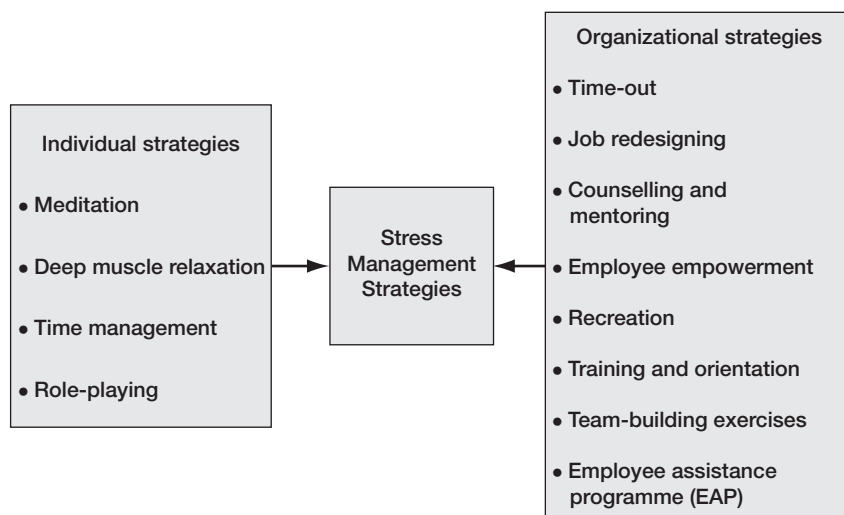 Individual strategies
• Meditation
• Deep muscle relaxation
• Time management
• Role-playing
Stress
Management
Strategies
Organizational strategies
• Time-out
• Job redesigning
• Counselling and
mentoring
• Employee empowerment
• Recreation
• Training and orientation
• Team-building exercises
• Employee assistance
programme (EAP)